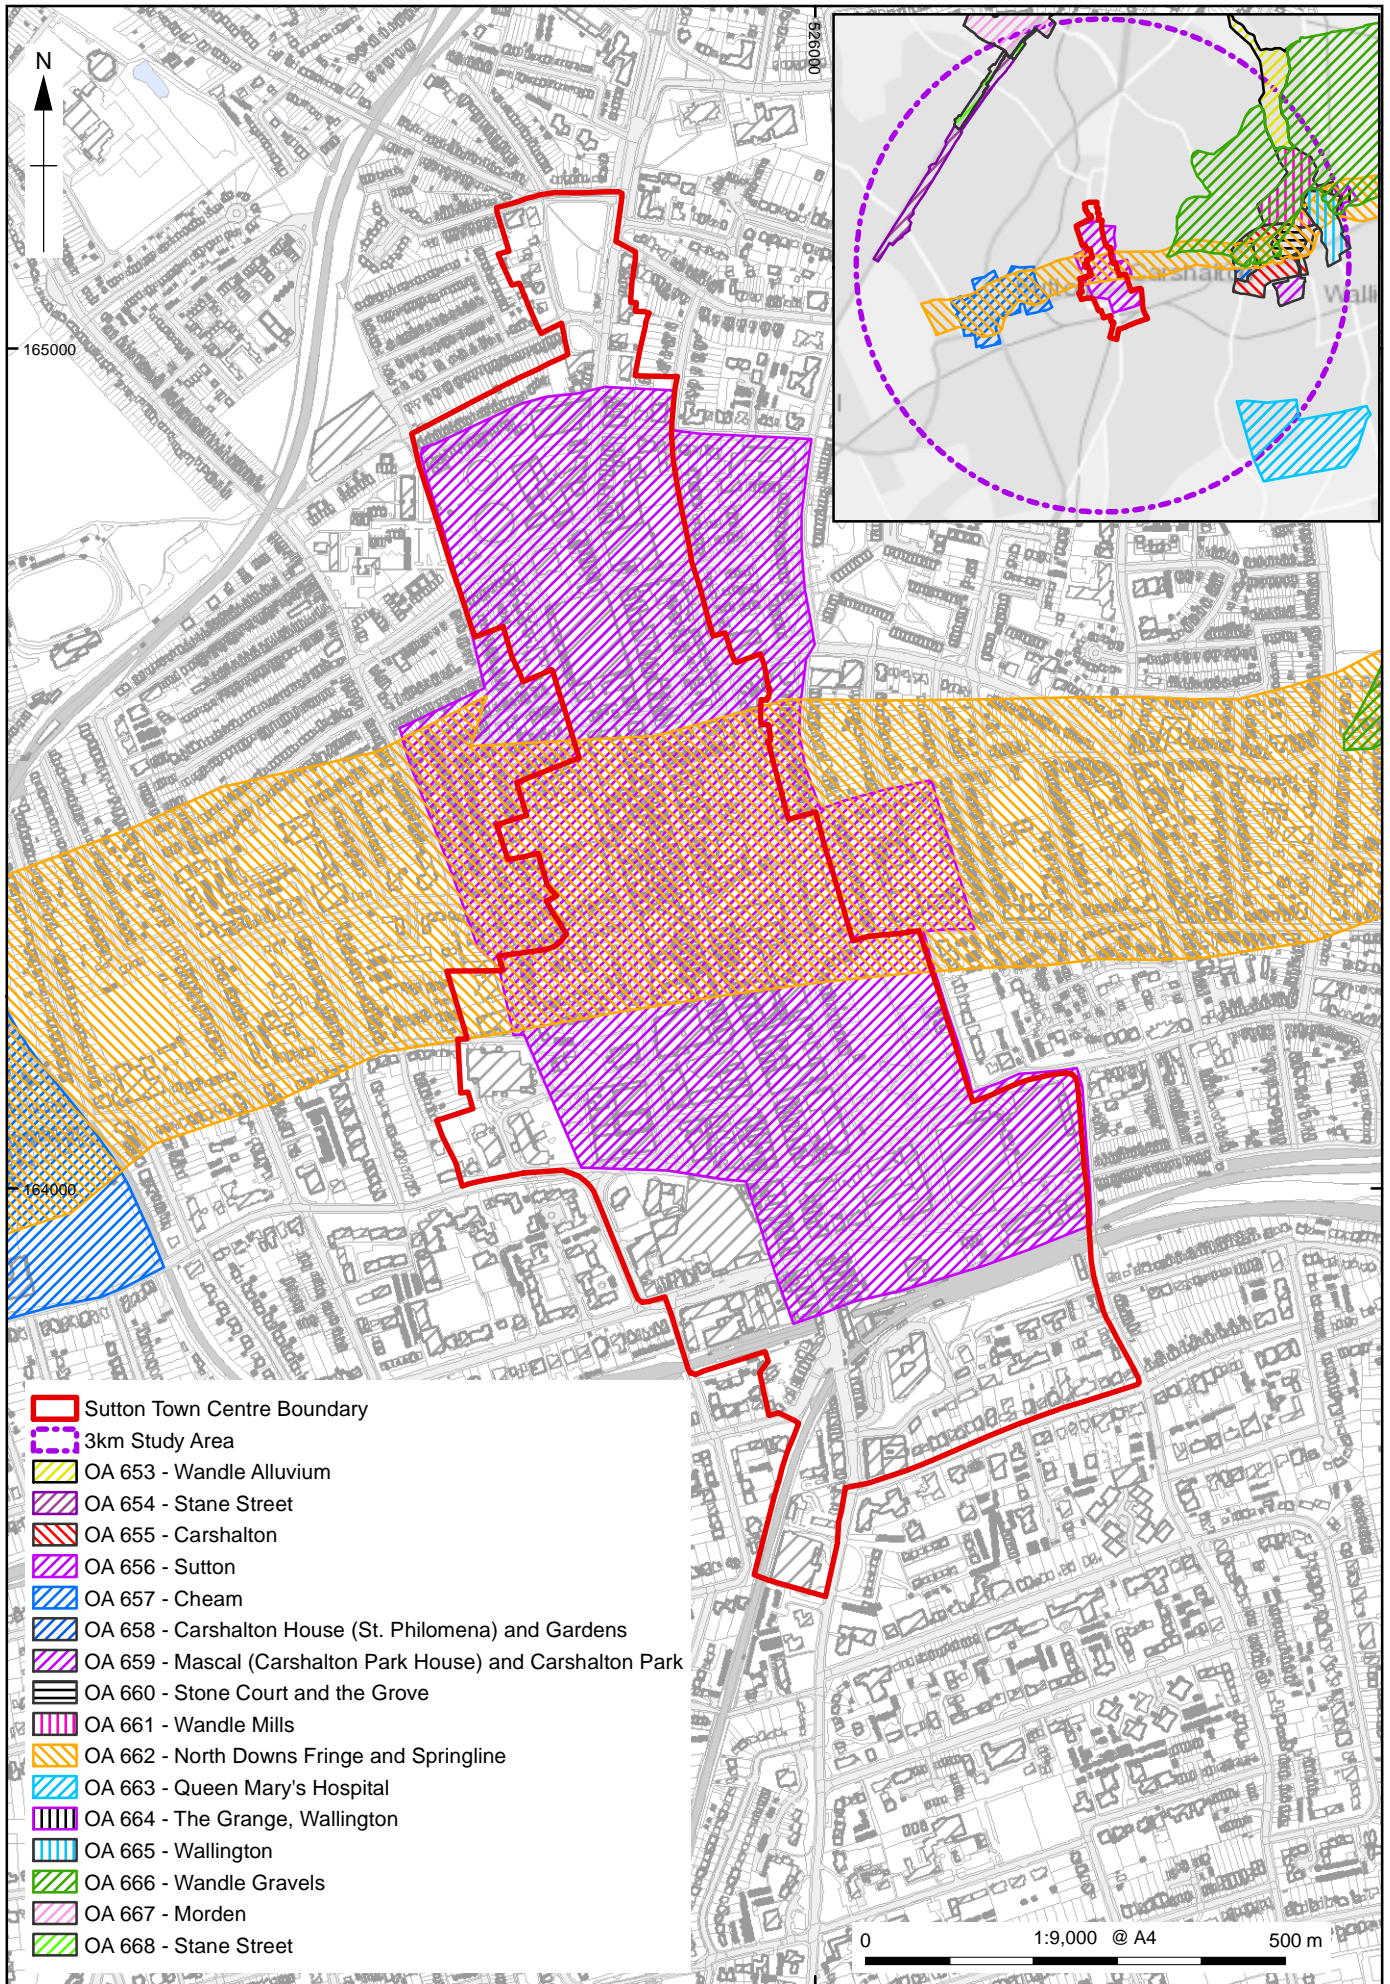 N
526000
165000
164000
Carshalton
Walli
Sutton Town Centre Boundary
3km Study Area
OA 653 - Wandle Alluvium
OA 654 - Stane Street
OA 655 - Carshalton
OA 656 - Sutton
OA 657 - Cheam
OA 658 - Carshalton House (St. Philomena) and Gardens
OA 659 - Mascal (Carshalton Park House) and Carshalton Park
OA 660 - Stone Court and the Grove
OA 661 - Wandle Mills
OA 662 - North Downs Fringe and Springline
OA 663 - Queen Mary's Hospital
OA 664 - The Grange, Wallington
OA 665 - Wallington
OA 666 - Wandle Gravels
OA 667 - Morden
OA 668 - Stane Street
0 1:9,000 @ A4 500 m